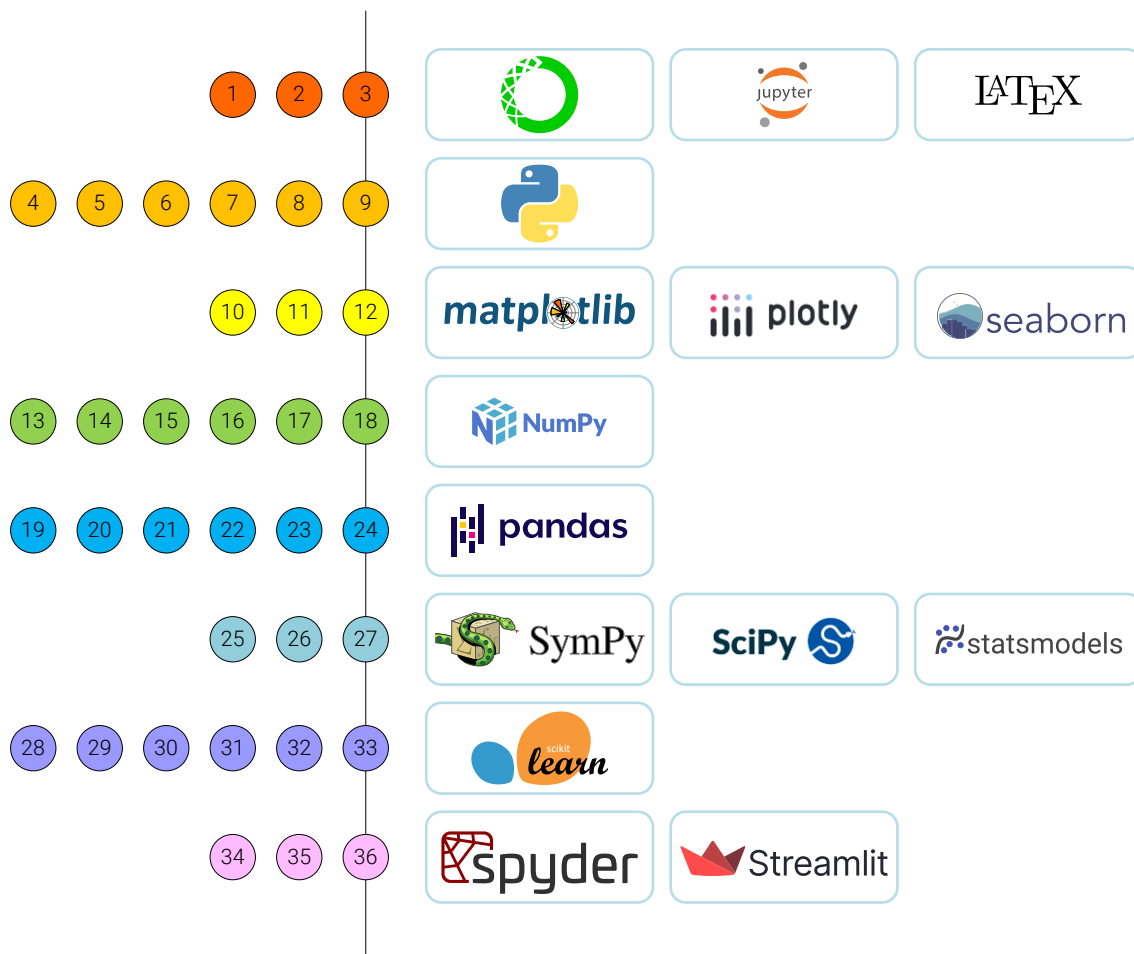 1 2 3 jupyter LATEX
4 5 6 7 8 9
10 11 12 matplotlib plotly seaborn
13 14 15 16 17 18 NumPy
19 20 21 22 23 24 pandas
25 26 27 SymPy SciPy statsmodels
28 29 30 31 32 33 scikit
learn
34 35 36 spyder Streamlit